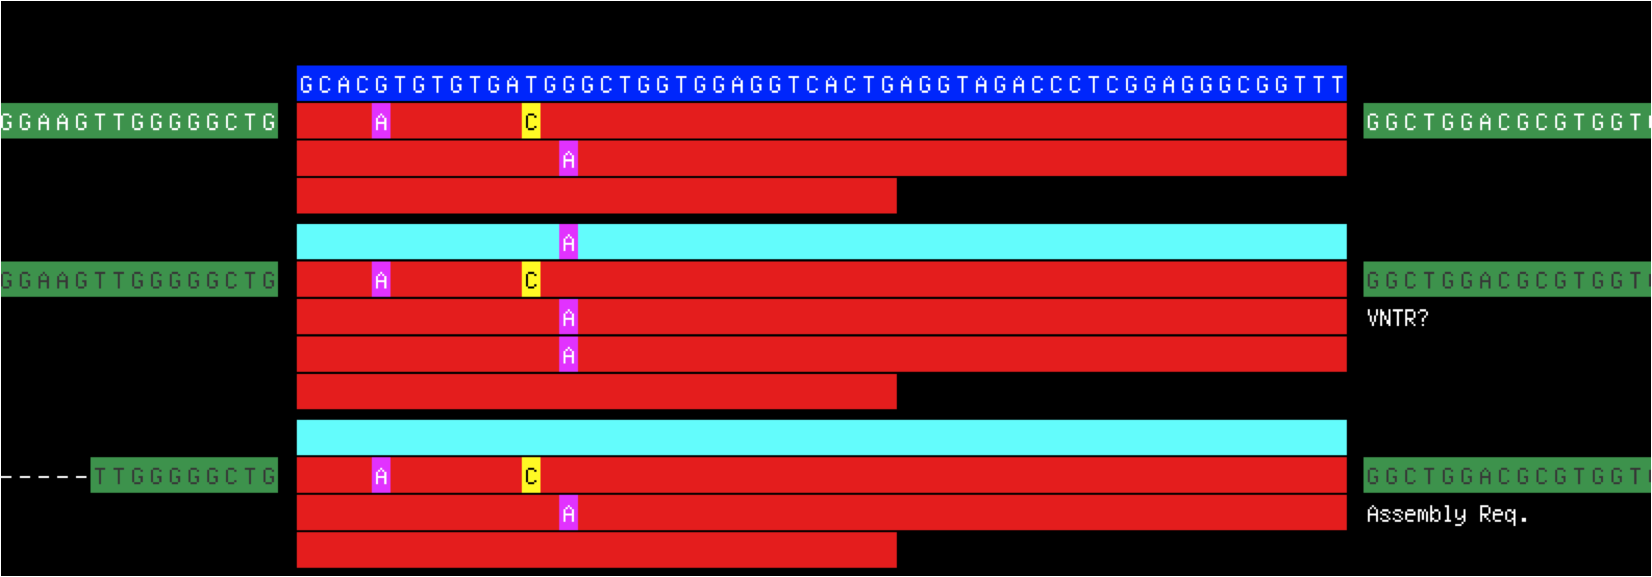 GCACGTGTGTGATGGGCTGGTGGAGGTCACTGAGGTAGACCCTCGGAGGGCGGTTT
GGAAGTTGGGGGCTG A C GGCTGGACGCGTGGT
A
A
GGAAGTTGGGGGCTG A C GGCTGGACGCGTGGT
A VNTR?
A
-----TTGGGGGCTG A C GGCTGGACGCGTGGT
A Assembly Req.